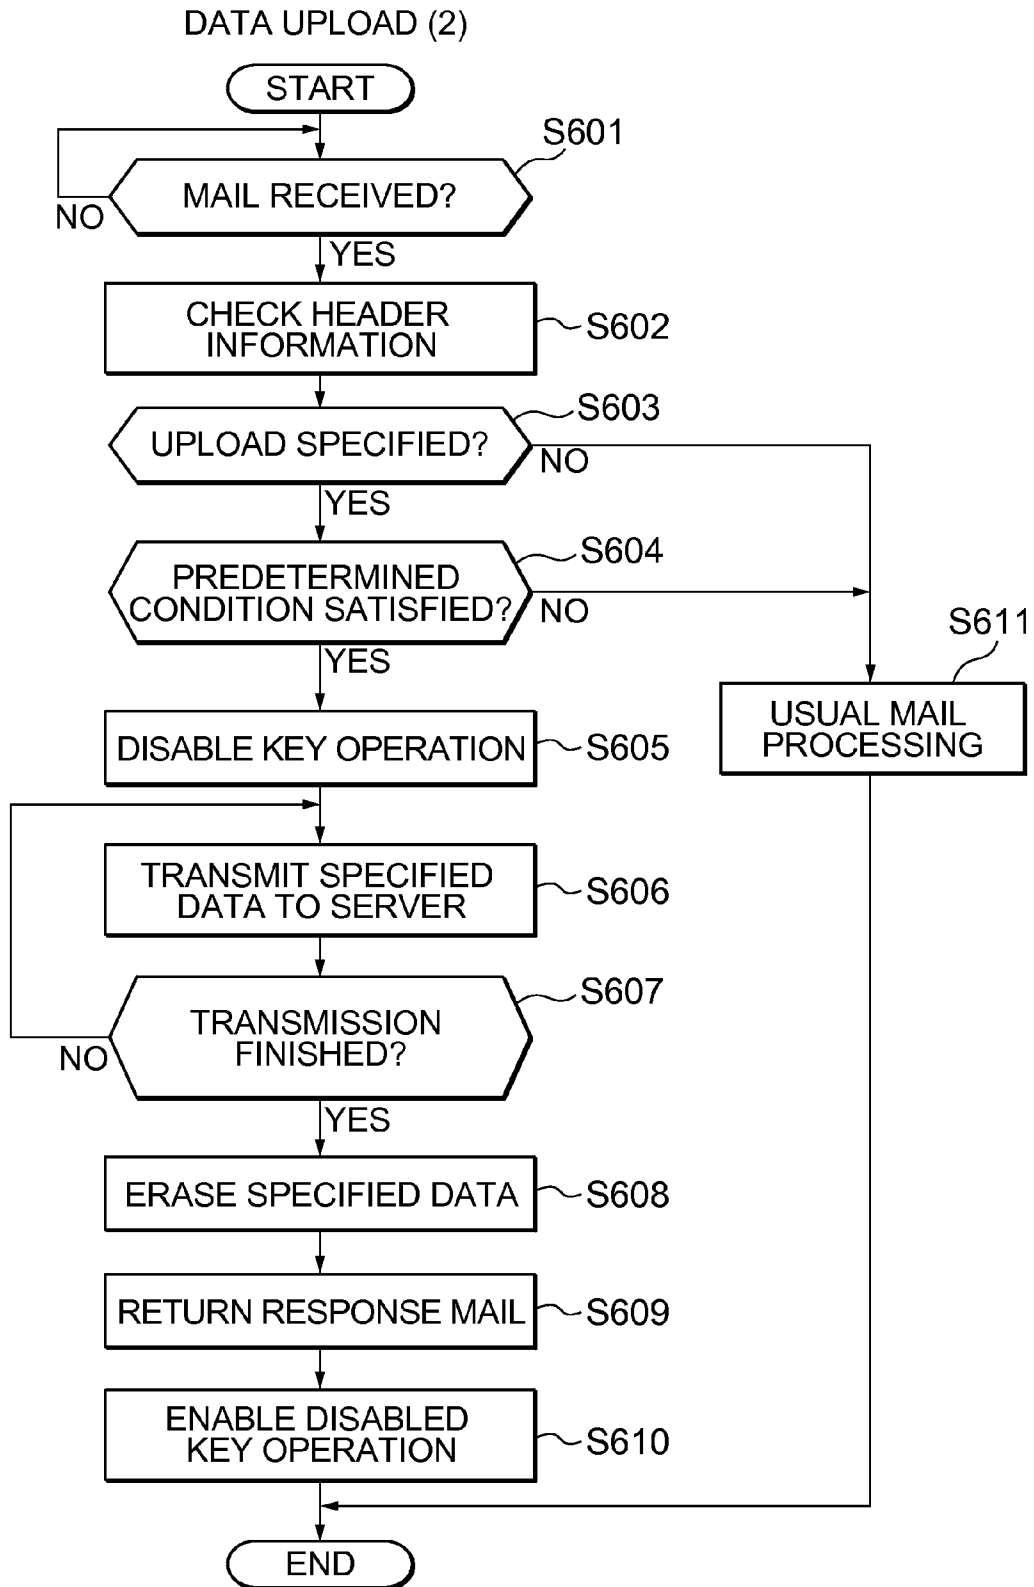 DATA UPLOAD (2)
START
S601
MAIL RECEIVED?
NO
YES
CHECK HEADER
INFORMATION
S602
S603
UPLOAD SPECIFIED?
NO
YES
S604
PREDETERMINED
CONDITION SATISFIED?
NO
YES
S611
USUAL MAIL
PROCESSING
DISABLE KEY OPERATION
S605
TRANSMIT SPECIFIED
DATA TO SERVER
S606
S607
TRANSMISSION
FINISHED?
NO
YES
ERASE SPECIFIED DATA
S608
RETURN RESPONSE MAIL
S609
ENABLE DISABLED
KEY OPERATION
S610
END